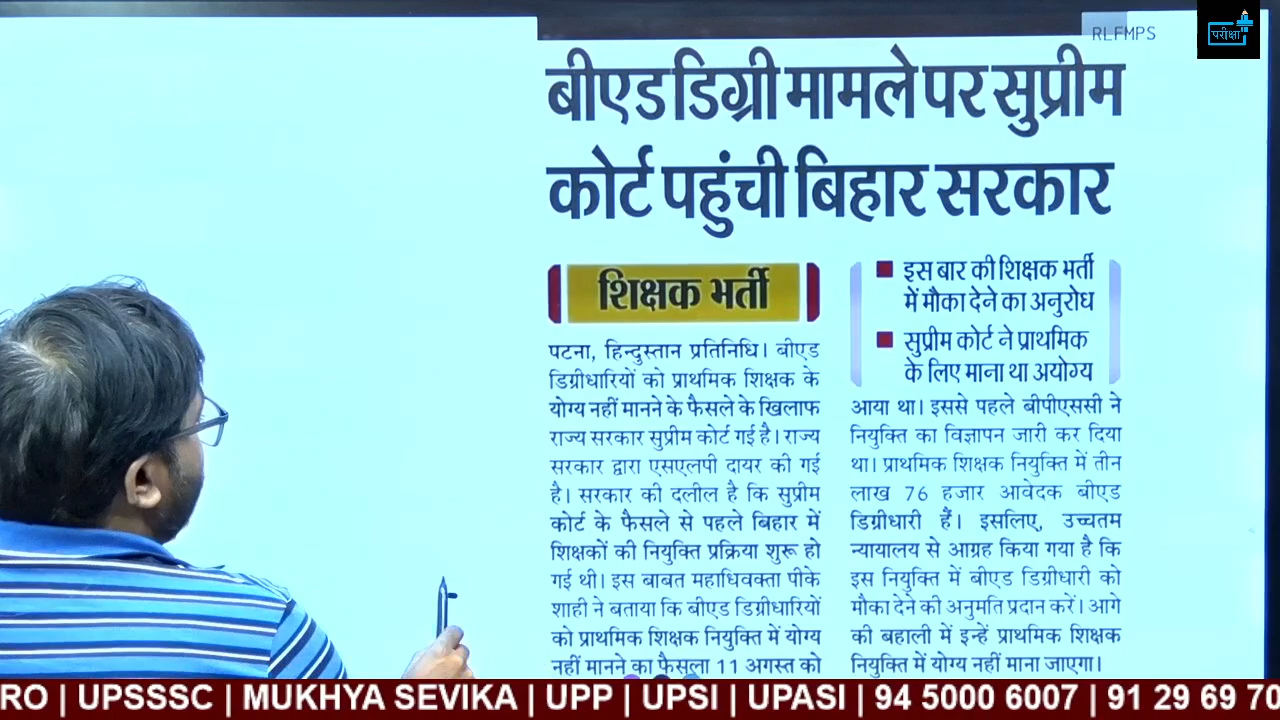 RLFMPS
परीक्षा
बीएड डिग्री मामले पर सुप्रीम
कोर्ट पहुंची बिहार सरकार
शिक्षक भर्ती
इस बार की शिक्षक भर्ती
में मौका देने का अनुरोध
सुप्रीम कोर्ट ने प्राथमिक
के लिए माना था अयोग्य
पटना, हिन्दुस्तान प्रतिनिधि। बीएड
डिग्रीधारियों को प्राथमिक शिक्षक के
योग्य नहीं मानने के फैसले के खिलाफ
राज्य सरकार सुप्रीम कोर्ट गई है। राज्य
सरकार द्वारा एसएलपी दायर की गई
है। सरकार की दलील है कि सुप्रीम
कोर्ट के फैसले से पहले बिहार में
शिक्षकों की नियुक्ति प्रक्रिया शुरू हो
गई थी। इस बाबत महाधिवक्ता पीके
शाही ने बताया कि बीएड डिग्रीधारियों
को प्राथमिक शिक्षक नियुक्ति में योग्य
नहीं मानने का फैसला 11 अगस्त को
आया था। इससे पहले बीपीएससी ने
नियुक्ति का विज्ञापन जारी कर दिया
था। प्राथमिक शिक्षक नियुक्ति में तीन
लाख 76 हजार आवेदक बीएड
डिग्रीधारी हैं। इसलिए, उच्चतम
न्यायालय से आग्रह किया गया है कि
इस नियुक्ति में बीएड डिग्रीधारी को
मौका देने की अनुमति प्रदान करें। आगे
की बहाली में इन्हें प्राथमिक शिक्षक
नियुक्ति में योग्य नहीं माना जाएगा।
RO | UPSSSC | MUKHYA SEVIKA | UPP | UPSI | UPASI | 94 5000 6007 | 91 29 69 70